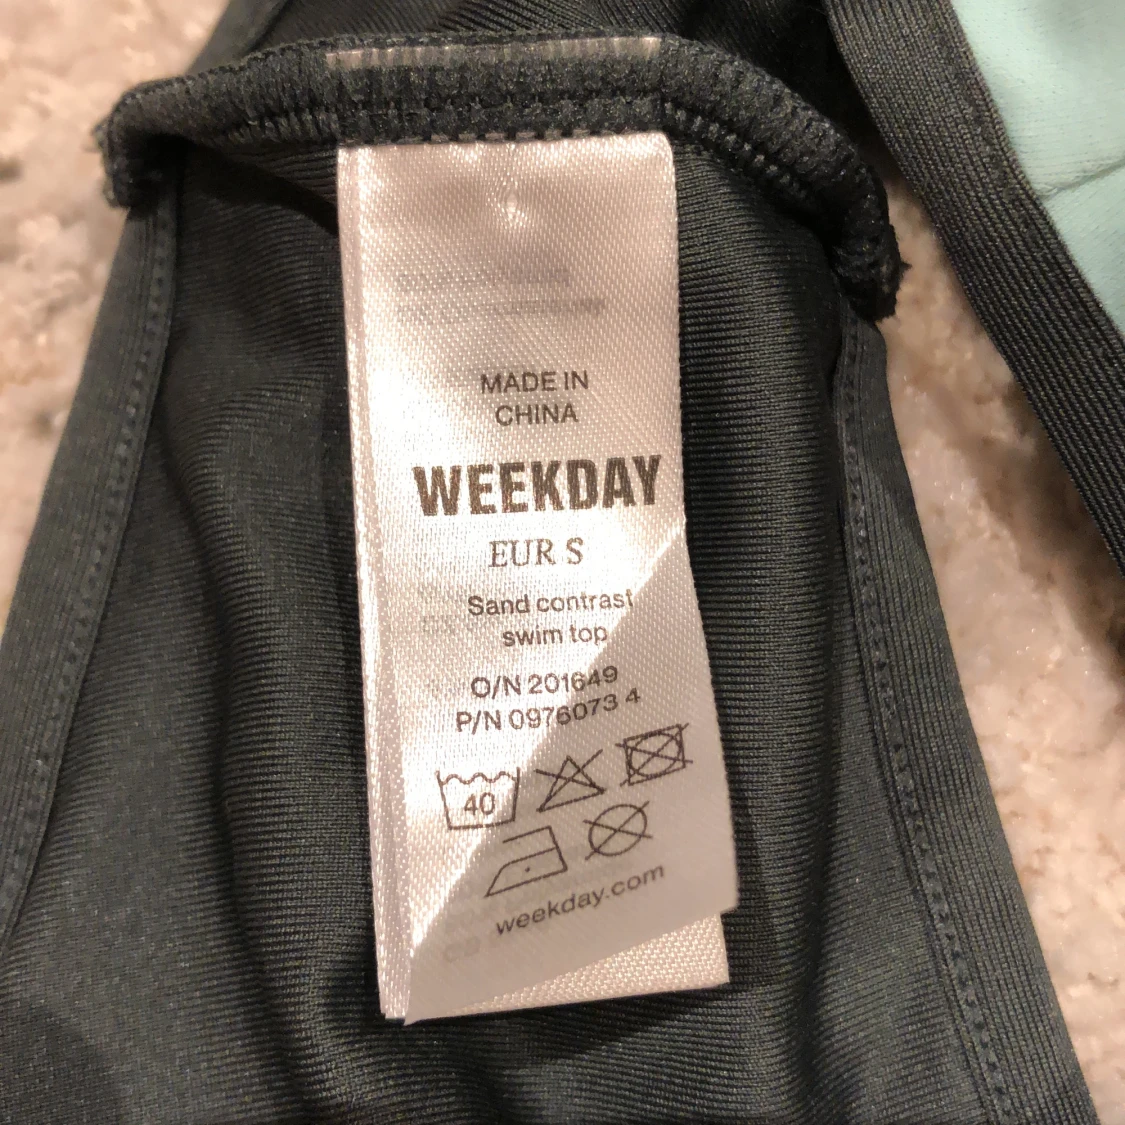 MADE IN
CHINA
WEEKDAY
EUR S
Sand contrast
swim top
O/N 201649
P/N 0976073 4
40
weekday.com